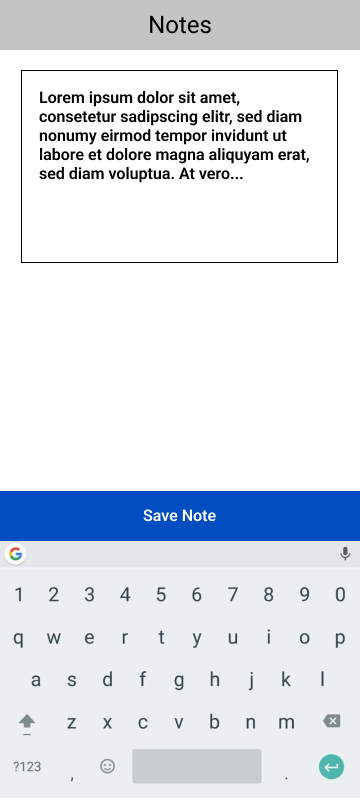 Notes
Lorem ipsum dolor sit amet,
consetetur sadipscing elitr, sed diam
nonumy eirmod tempor invidunt ut
labore et dolore magna aliquyam erat,
sed diam voluptua. At vero...
Save Note
G
1 2 3 4 5 6 7 8 9 0
q w e r t y u i o p
a s d f g h j k l
z x c v b n m
?123 , .